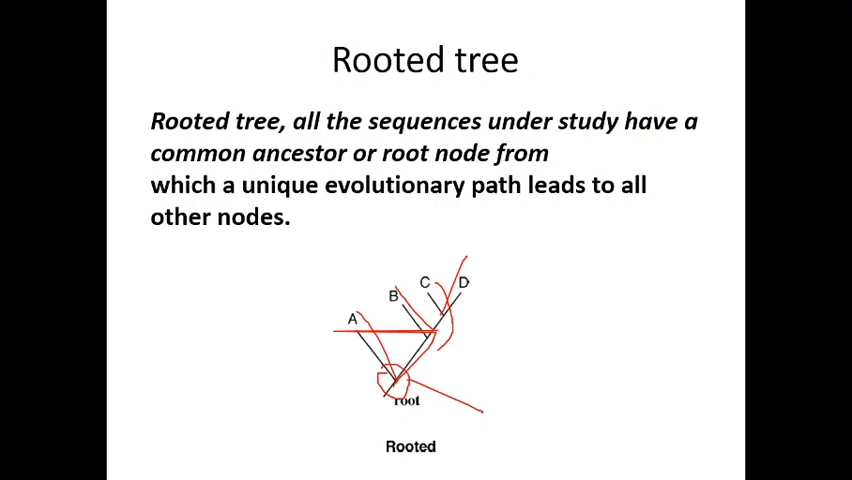 Rooted tree
Rooted tree, all the sequences under study have a
common ancestor or root node from
which a unique evolutionary path leads to all
other nodes.
C D
B
A
root
Rooted